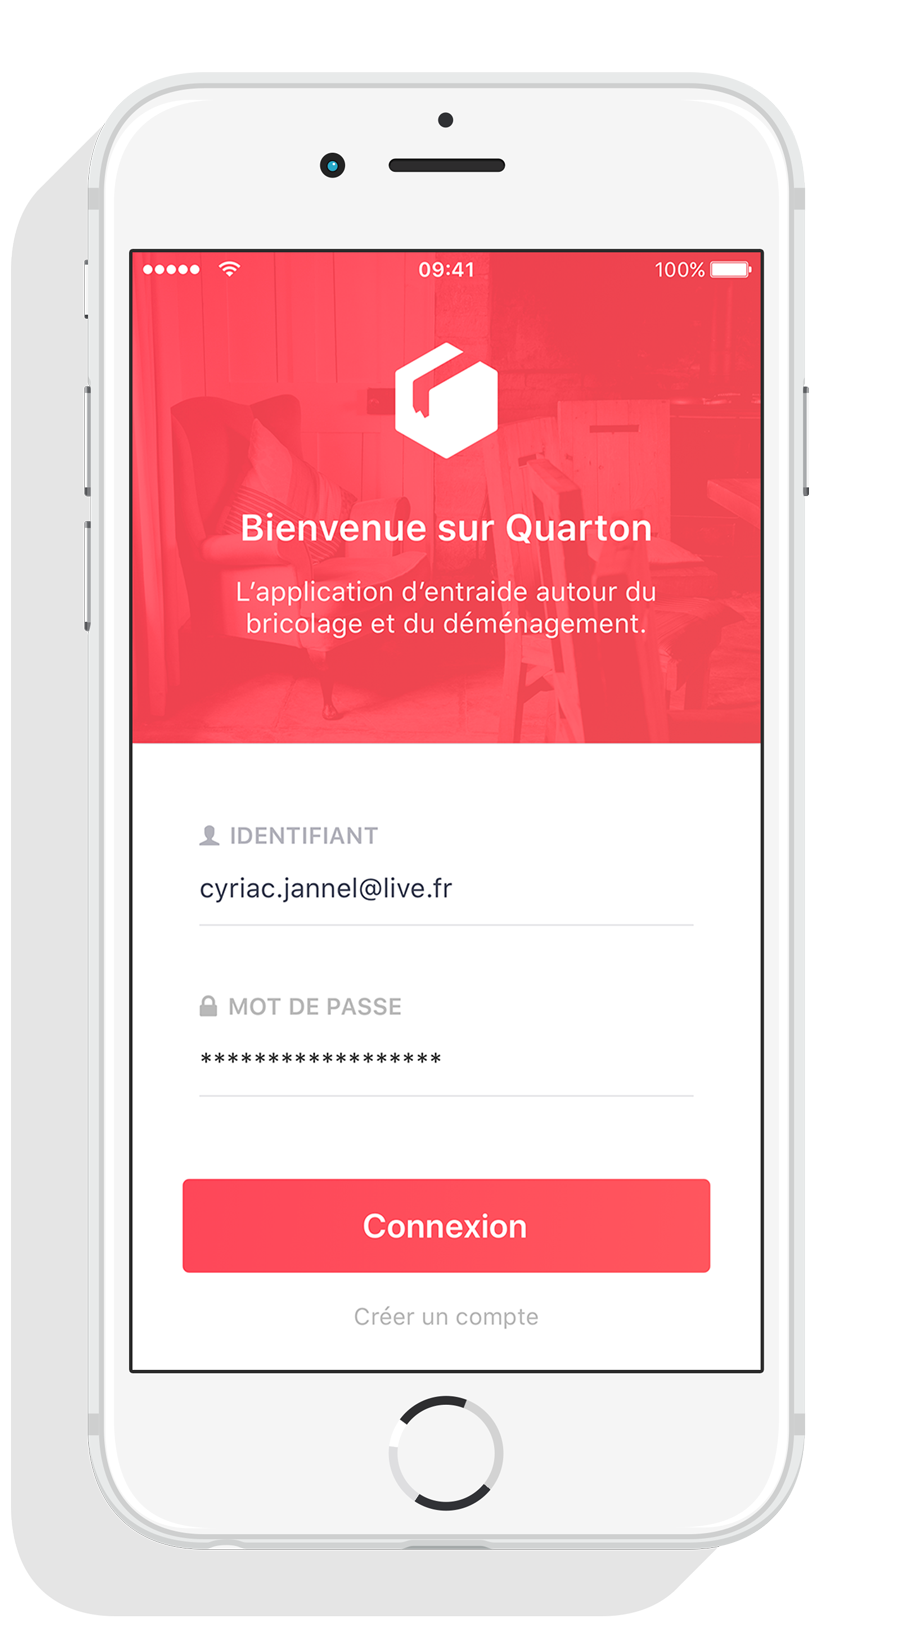 09:41
100%
Bienvenue sur Quarton
L’application d’entraide autour du
bricolage et du déménagement.
IDENTIFIANT
cyriac.jannel@live.fr
MOT DE PASSE
******************
Connexion
Créer un compte